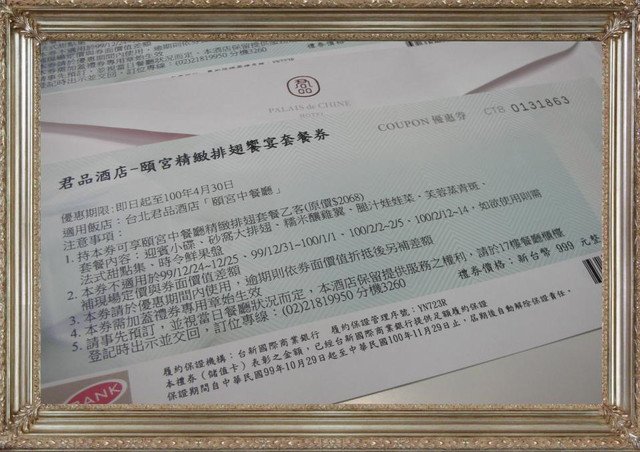 PALAIS de CHINE
HOTEL
君品酒店-頤宮精緻排翅饗宴套餐券
COUPON 優惠券
CTB 0131863
優惠期限：即日起至100年4月30日
適用飯店：台北君品酒店「頤宮中餐廳」
注意事項：
1. 持本券可享頤宮中餐廳精緻排翅套餐乙客(原價$2068)
套餐內容：迎賓小碟、砂窩大排翅、糯米釀雞翼、脆汁娃娃菜、芙蓉蒸青斑、
法式甜點集、時令鮮果盤
2. 本券不適用於99/12/24~12/25、99/12/31~100/1/1、100/2/2~2/5、100/2/12~14，如欲使用則需
補現場定價與券面價值差額
3. 本券請於優惠期間內使用，逾期則依券面價值折抵後另補差額
4. 本券需加蓋禮券專用章始生效
5. 請事先預訂，並視當日餐廳狀況而定，本酒店保留提供服務之權利，請於17樓餐廳櫃檯
登記時出示並交回，訂位專線：(02)21819950 分機3260
禮券價格：新台幣 999 元整
履約保證機構：台新國際商業銀行 履約保證管理序號：YN723R
本禮券（儲值卡）表彰之金額，已經台新國際商業銀行提供足額履約保證
保證期間自中華民國99年10月29日起至中華民國100年11月29日止，屆期後自動解除保證責任，
BANK